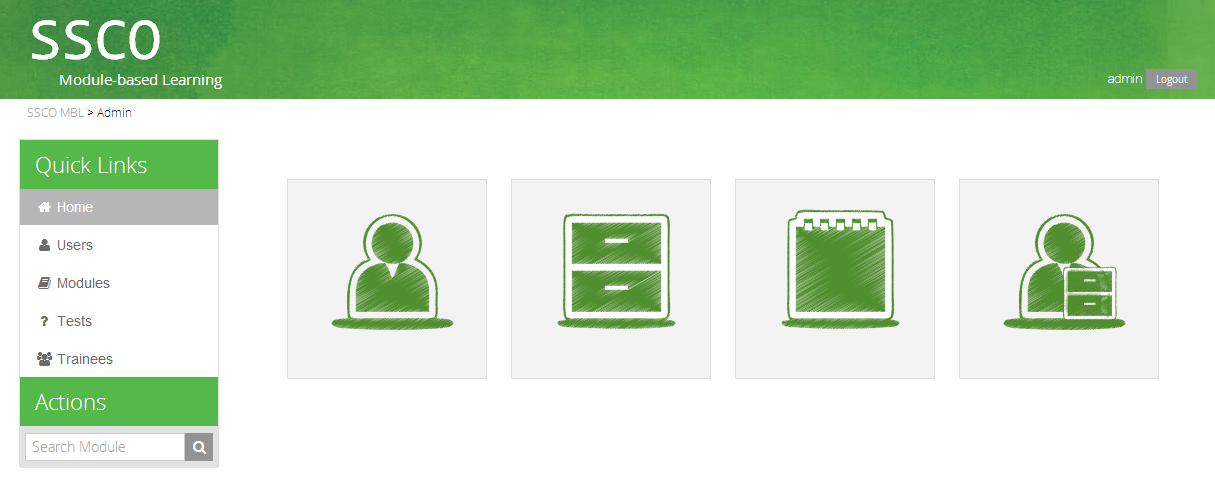 SSCO
Module-based Learning
admin Logout
SSCO MBL > Admin
Quick Links
Home
Users
Modules
? Tests
Trainees
Actions
Search Module